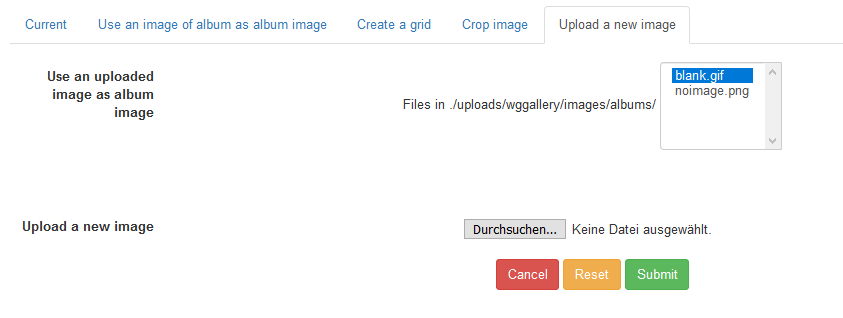 Current Use an image of album as album image Create a grid Crop image Upload a new image
Use an uploaded
image as album
image
Files in ./uploads/wggallery/images/albums/
blank.gif
noimage.png
Upload a new image
Durchsuchen... Keine Datei ausgewählt.
Cancel Reset Submit